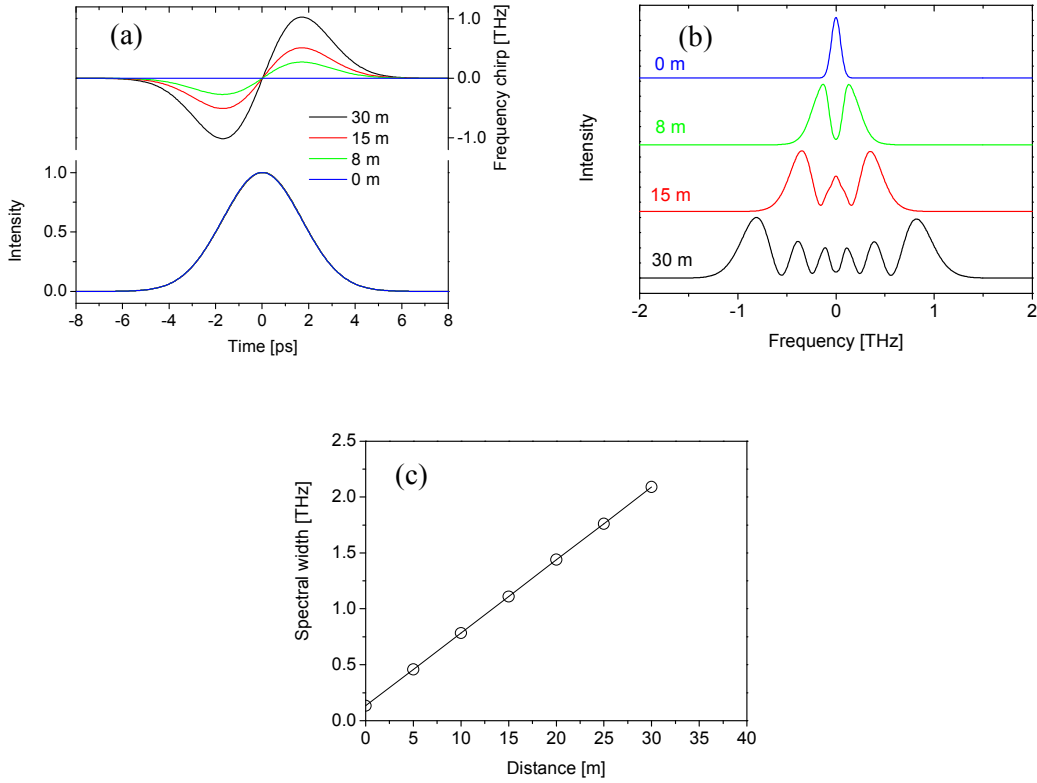 (a)
1.0
0.0
-1.0
Frequency chirp [THz]
30 m
15 m
8 m
0 m
1.0
0.5
0.0
Intensity
-8 -6 -4 -2 0 2 4 6 8
Time [ps]
(b)
0 m
8 m
15 m
30 m
Intensity
-2 -1 0 1 2
Frequency [THz]
(c)
2.5
2.0
1.5
1.0
0.5
0.0
Spectral width [THz]
0 5 10 15 20 25 30 35 40
Distance [m]